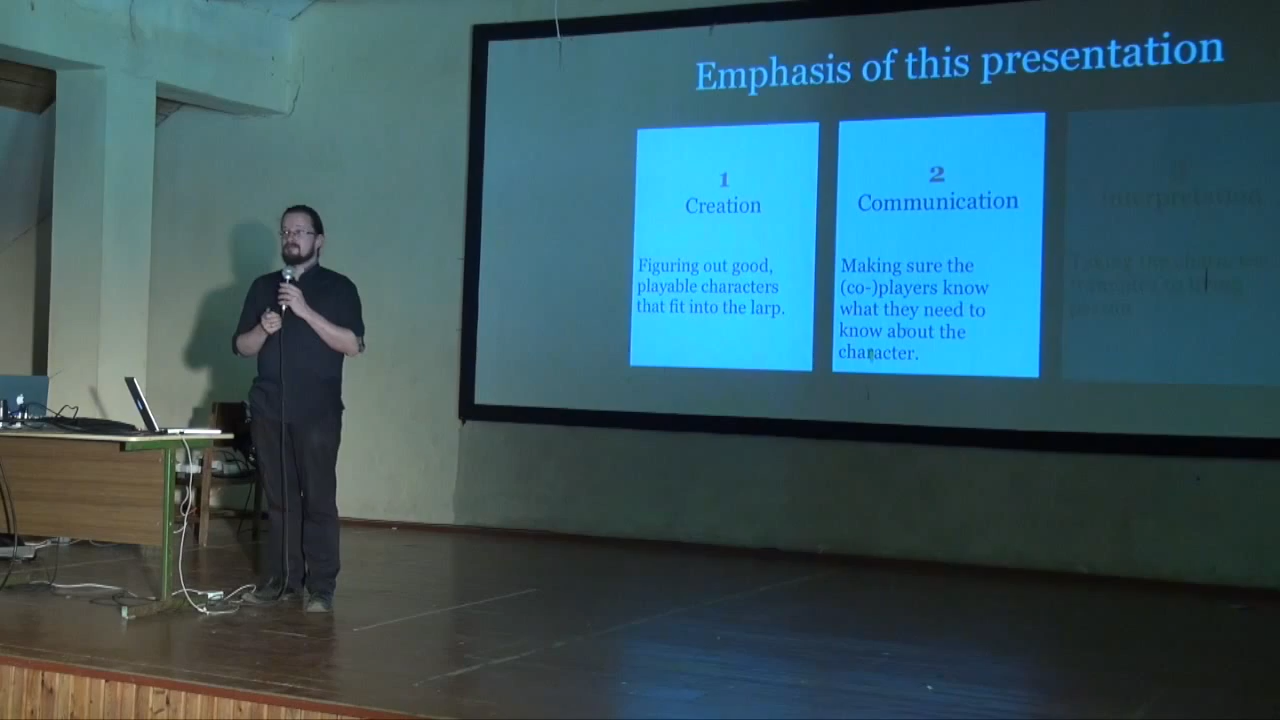 Emphasis of this presentation
1
Creation
Figuring out good,
playable characters
that fit into the larp.
2
Communication
Making sure the
(co-)players know
what they need to
know about the
character.
Interpretation